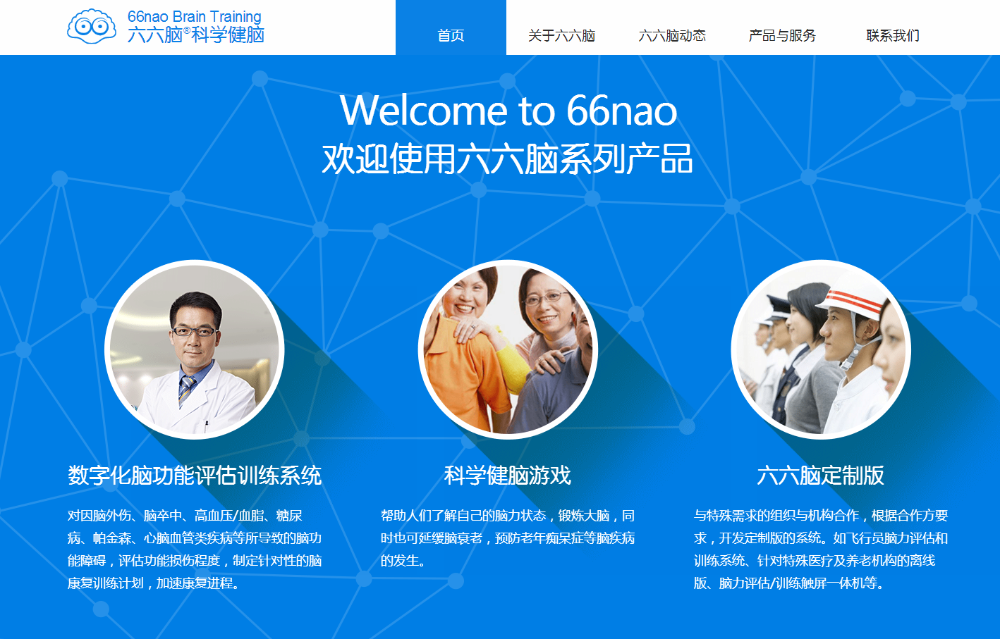 66nao Brain Training
六六脑®科学健脑
首页
关于六六脑
六六脑动态
产品与服务
联系我们
Welcome to 66nao
欢迎使用六六脑系列产品
数字化脑功能评估训练系统
对因脑外伤、脑卒中、高血压/血脂、糖尿
病、帕金森、心脑血管类疾病等所导致的脑功
能障碍，评估功能损伤程度，制定针对性的脑
康复训练计划，加速康复进程。
科学健脑游戏
帮助人们了解自己的脑力状态，锻炼大脑，同
时也可延缓脑衰老，预防老年痴呆症等脑疾病
的发生。
六六脑定制版
与特殊需求的组织与机构合作，根据合作方要
求，开发定制版的系统。如飞行员脑力评估和
训练系统、针对特殊医疗及养老机构的离线
版、脑力评估/训练触屏一体机等。